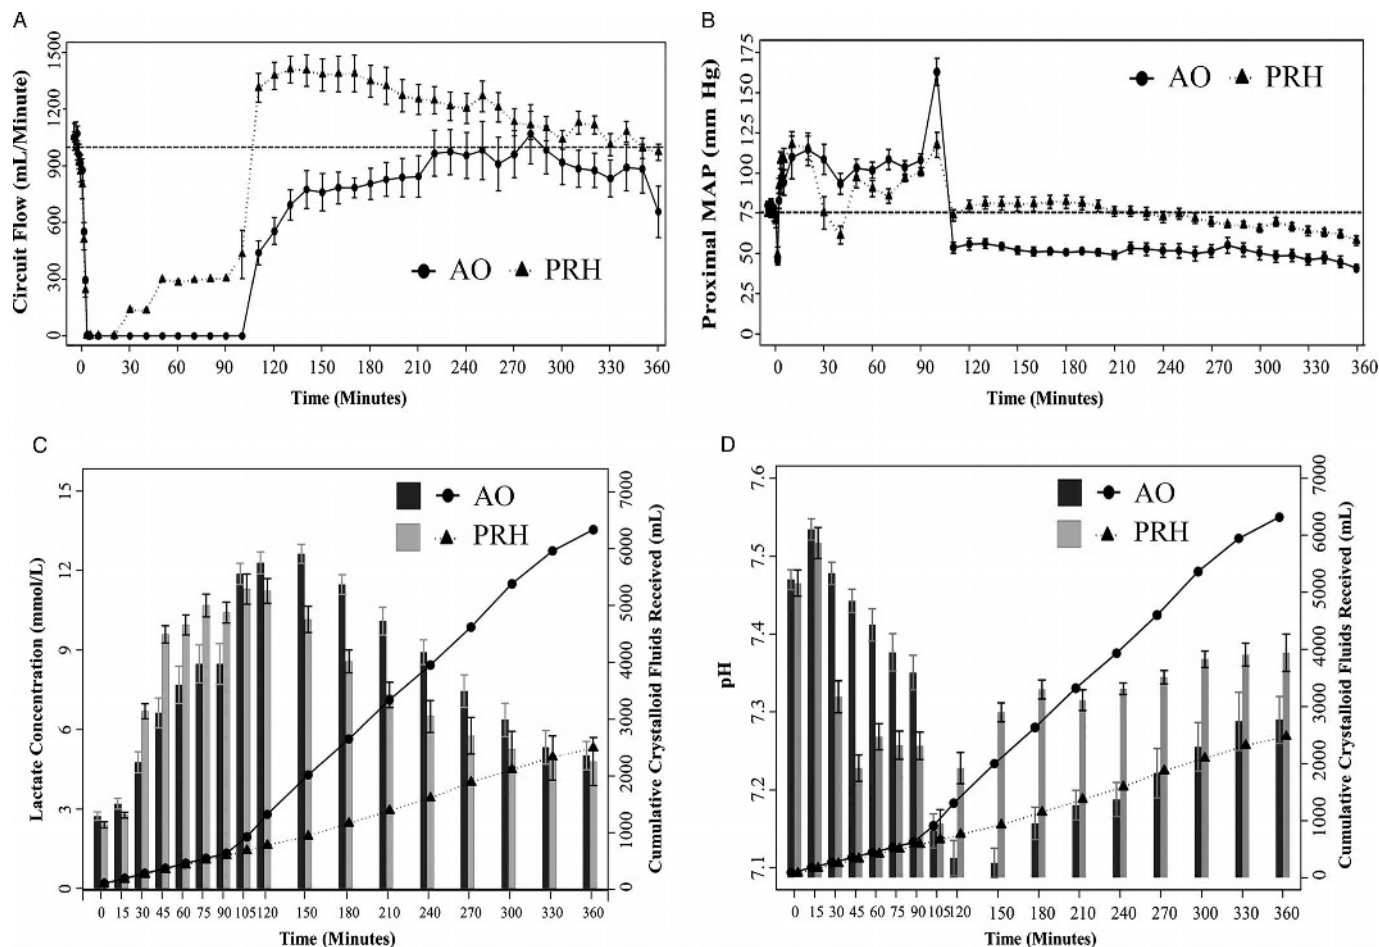 A
Circuit Flow (mL/Minute)
1500
1200
900
600
300
0
AO PRH
0 30 60 90 120 150 180 210 240 270 300 330 360
Time (Minutes)
B
Proximal MAP (mm Hg)
175
150
125
100
75
50
25
0
AO PRH
0 30 60 90 120 150 180 210 240 270 300 330 360
Time (Minutes)
C
Lactate Concentration (mmol/L)
15
12
9
6
3
0
AO
PRH
7000
6000
5000
4000
3000
2000
1000
0
Cumulative Crystalloid Fluids Received (mL)
0 15 30 45 60 75 90 105 120 150 180 210 240 270 300 330 360
Time (Minutes)
D
pH
7.6
7.5
7.4
7.3
7.2
7.1
AO
PRH
7000
6000
5000
4000
3000
2000
1000
0
Cumulative Crystalloid Fluids Received (mL)
0 15 30 45 60 75 90 105 120 150 180 210 240 270 300 330 360
Time (Minutes)